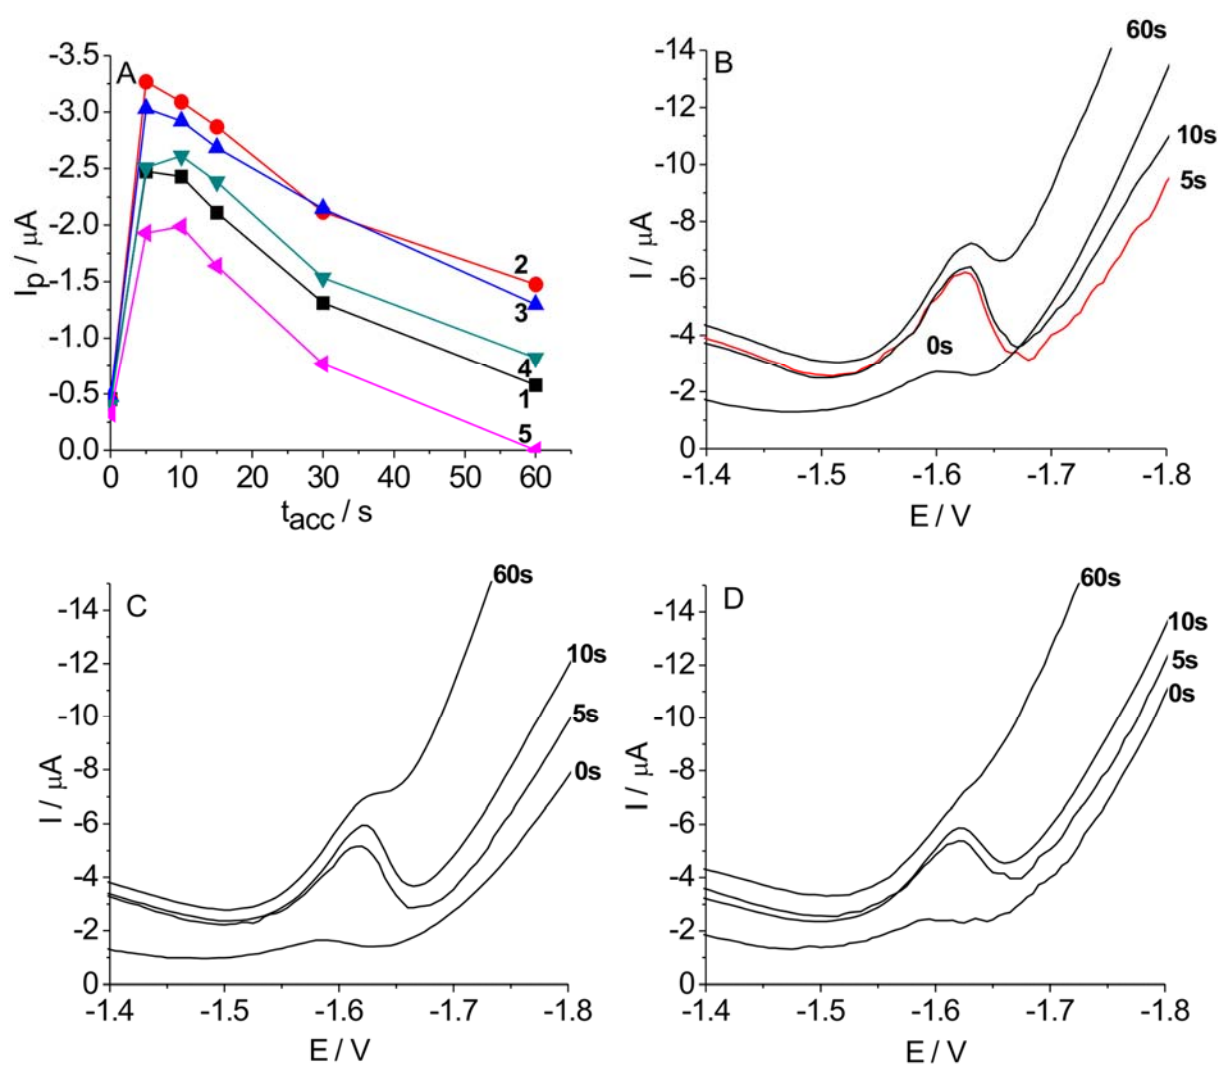 A
-3.5
-3.0
-2.5
-2.0
-1.5
-1.0
-0.5
0.0
Ip / μA
0 10 20 30 40 50 60
tacc / s
2
3
4
1
5
B
-14
-12
-10
-8
-6
-4
-2
0
I / μA
60s
10s
5s
0s
-1.4 -1.5 -1.6 -1.7 -1.8
E / V
C
-14
-12
-10
-8
-6
-4
-2
0
I / μA
60s
10s
5s
0s
-1.4 -1.5 -1.6 -1.7 -1.8
E / V
D
-14
-12
-10
-8
-6
-4
-2
0
I / μA
60s
10s
5s
0s
-1.4 -1.5 -1.6 -1.7 -1.8
E / V